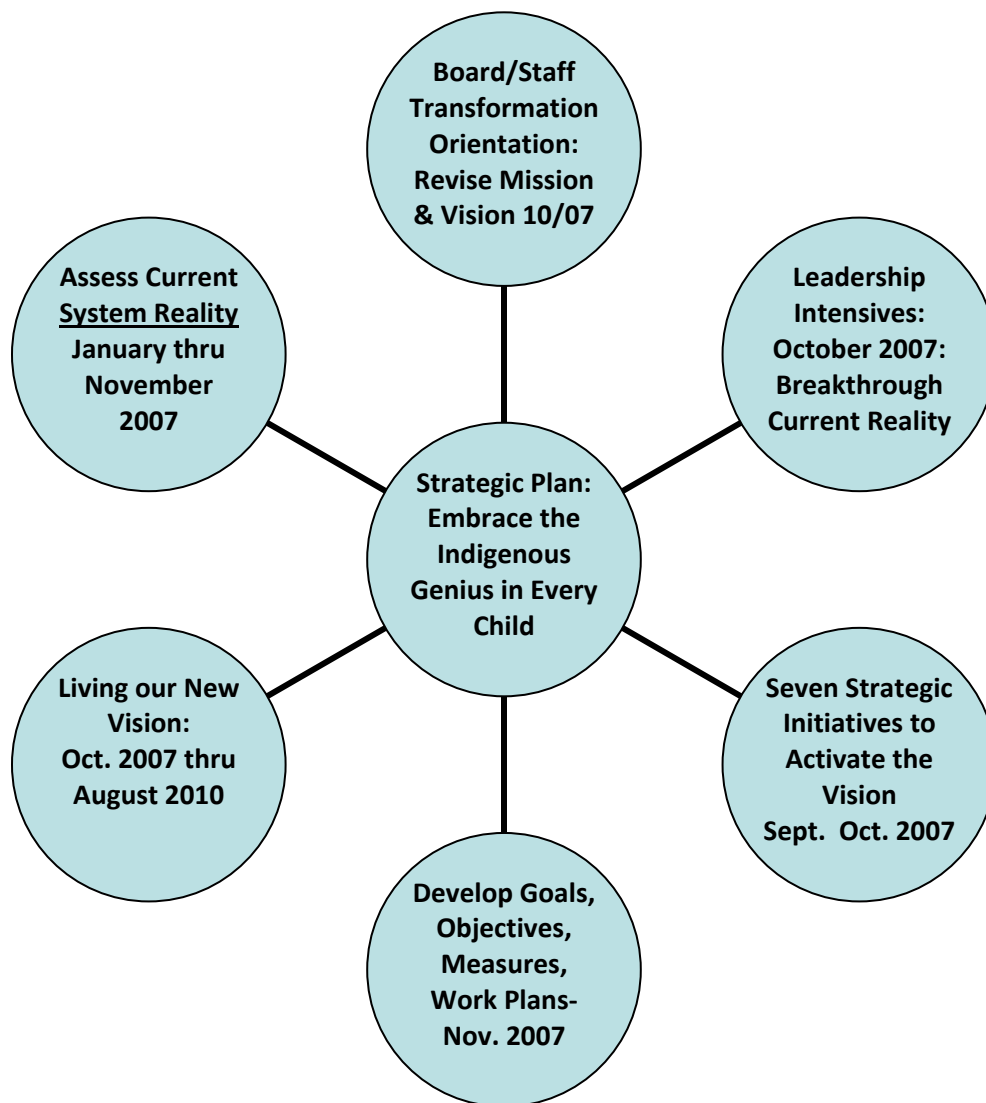 Board/Staff
Transformation
Orientation:
Revise Mission
& Vision 10/07
Assess Current
System Reality
January thru
November
2007
Leadership
Intensives:
October 2007:
Breakthrough
Current Reality
Strategic Plan:
Embrace the
Indigenous
Genius in Every
Child
Living our New
Vision:
Oct. 2007 thru
August 2010
Seven Strategic
Initiatives to
Activate the
Vision
Sept.  Oct. 2007
Develop Goals,
Objectives,
Measures,
Work Plans-
Nov. 2007